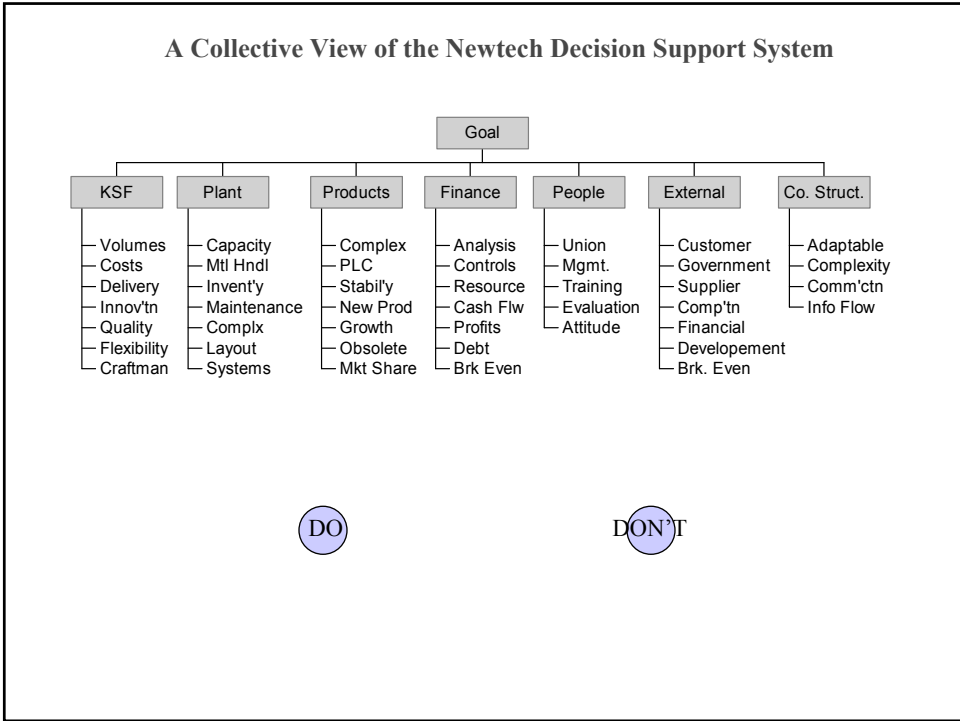 A Collective View of the Newtech Decision Support System
Goal
KSF
Plant
Products
Finance
People
External
Co. Struct.
Volumes
Costs
Delivery
Innov'tn
Quality
Flexibility
Craftman
Capacity
Mtl Hndl
Invent'y
Maintenance
Complx
Layout
Systems
Complex
PLC
Stabil'y
New Prod
Growth
Obsolete
Mkt Share
Analysis
Controls
Resource
Cash Flw
Profits
Debt
Brk Even
Union
Mgmt.
Training
Evaluation
Attitude
Customer
Government
Supplier
Comp'tn
Financial
Developement
Brk. Even
Adaptable
Complexity
Comm'ctn
Info Flow
DO
DON'T